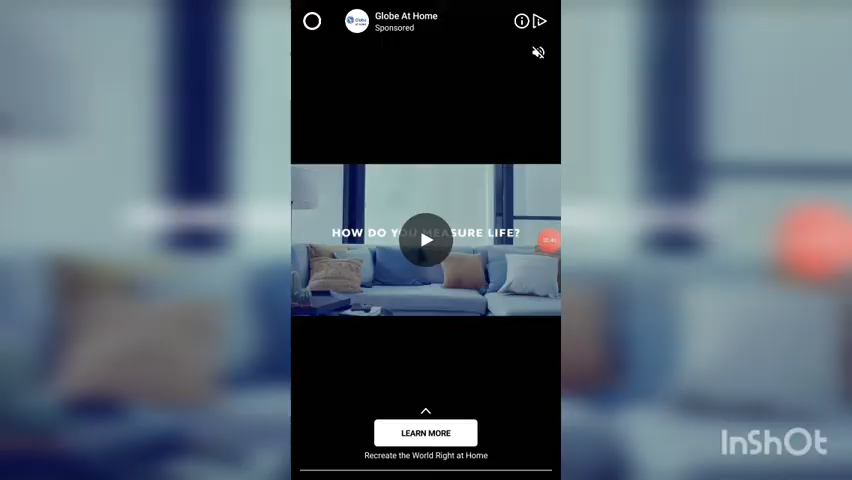 Globe At Home
Sponsored
HOW DO YOU MEASURE LIFE?
LEARN MORE
Recreate the World Right at Home
InShOt